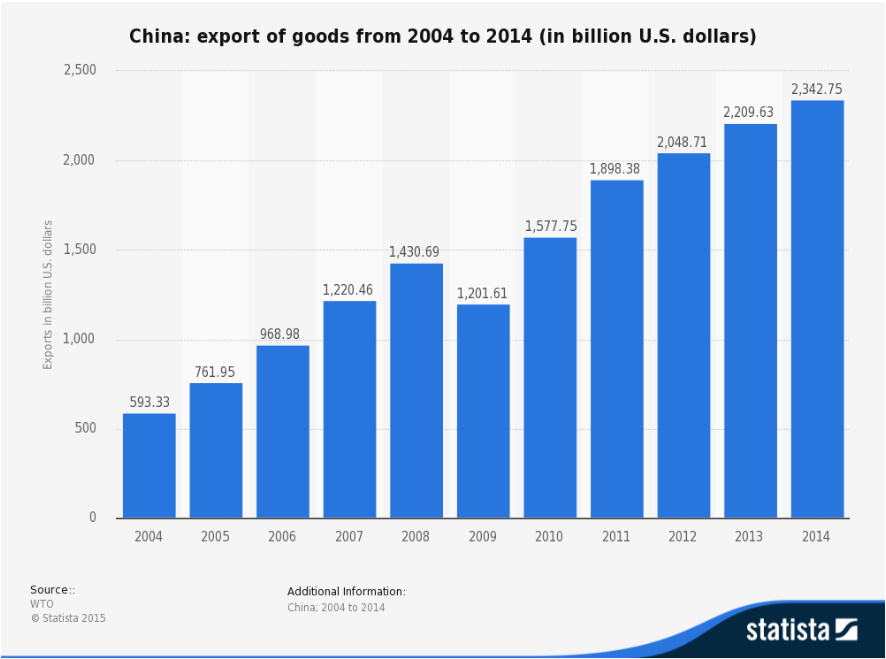 China: export of goods from 2004 to 2014 (in billion U.S. dollars)
Exports in billion U.S. dollars
2,500
2,000
1,500
1,000
500
0
593.33
761.95
968.98
1,220.46
1,430.69
1,201.61
1,577.75
1,898.38
2,048.71
2,209.63
2,342.75
2004 2005 2006 2007 2008 2009 2010 2011 2012 2013 2014
Source::
WTO
© Statista 2015
Additional Information:
China; 2004 to 2014
statista